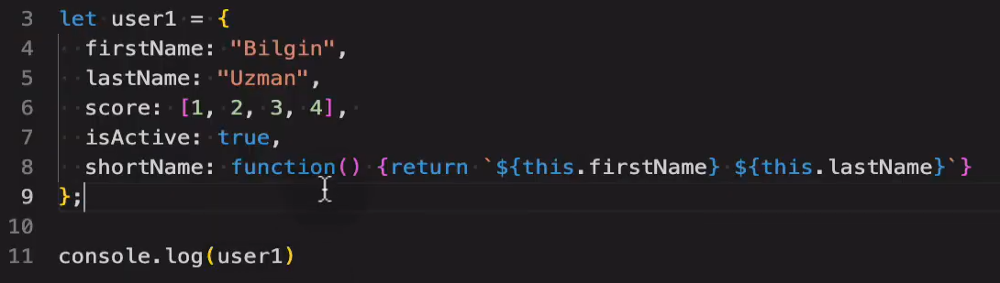 3 let user1 = {
4   firstName: "Bilgin",
5   lastName: "Uzman",
6   score: [1, 2, 3, 4],
7   isActive: true,
8   shortName: function() {return `${this.firstName} ${this.lastName}`}
9 };
10
11 console.log(user1)